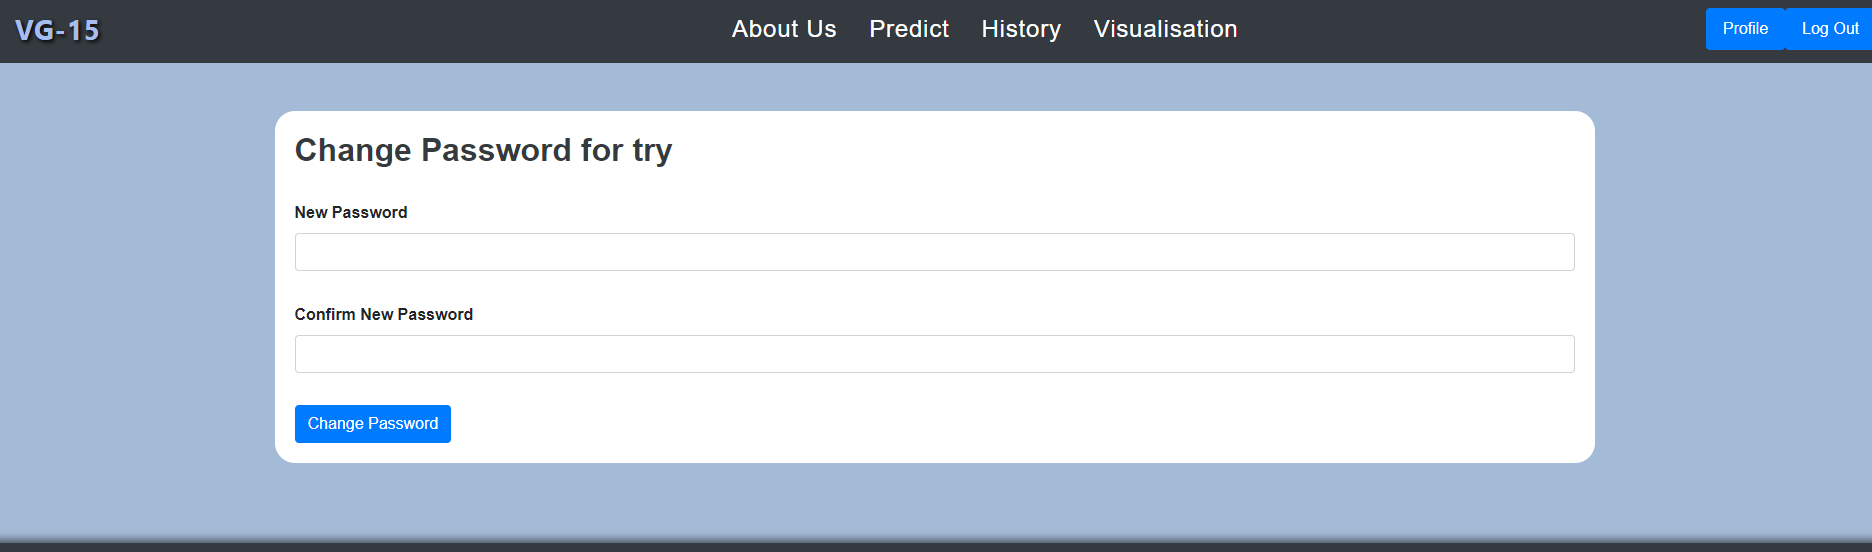 VG-15 About Us Predict History Visualisation Profile Log Out
Change Password for try
New Password
Confirm New Password
Change Password